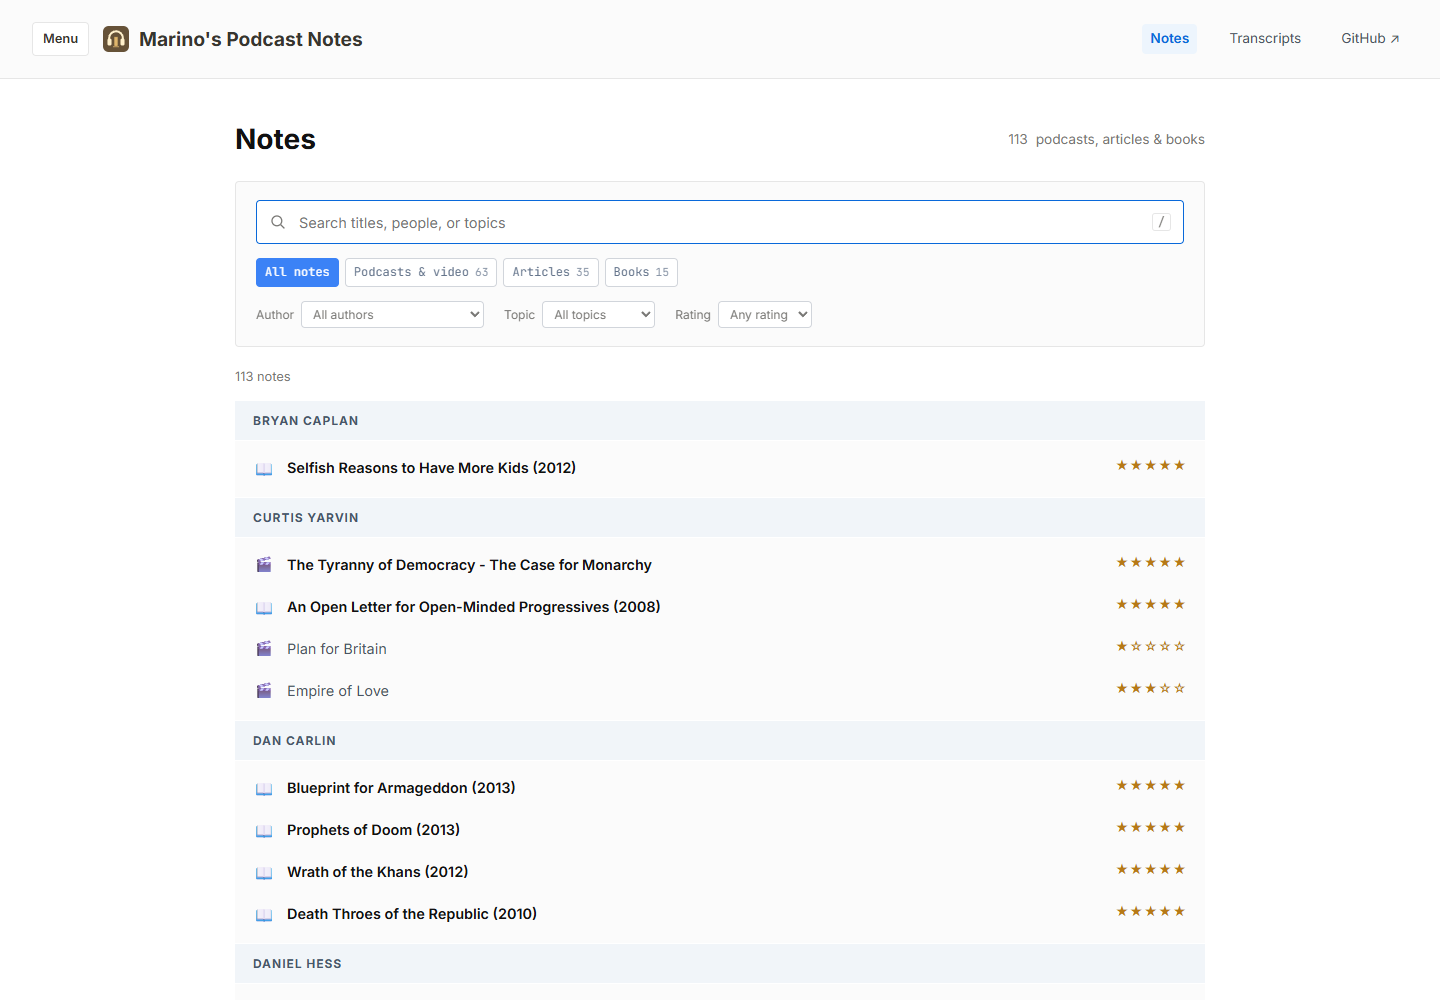 Menu
Marino's Podcast Notes
Notes
Transcripts
GitHub ↗
Notes
113 podcasts, articles & books
Search titles, people, or topics
/
All notes
Podcasts & video 63
Articles 35
Books 15
Author
All authors
Topic
All topics
Rating
Any rating
113 notes
BRYAN CAPLAN
Selfish Reasons to Have More Kids (2012)
★★★★★
CURTIS YARVIN
The Tyranny of Democracy - The Case for Monarchy
★★★★★
An Open Letter for Open-Minded Progressives (2008)
★★★★★
Plan for Britain
★☆☆☆☆
Empire of Love
★★★☆☆
DAN CARLIN
Blueprint for Armageddon (2013)
★★★★★
Prophets of Doom (2013)
★★★★★
Wrath of the Khans (2012)
★★★★★
Death Throes of the Republic (2010)
★★★★★
DANIEL HESS